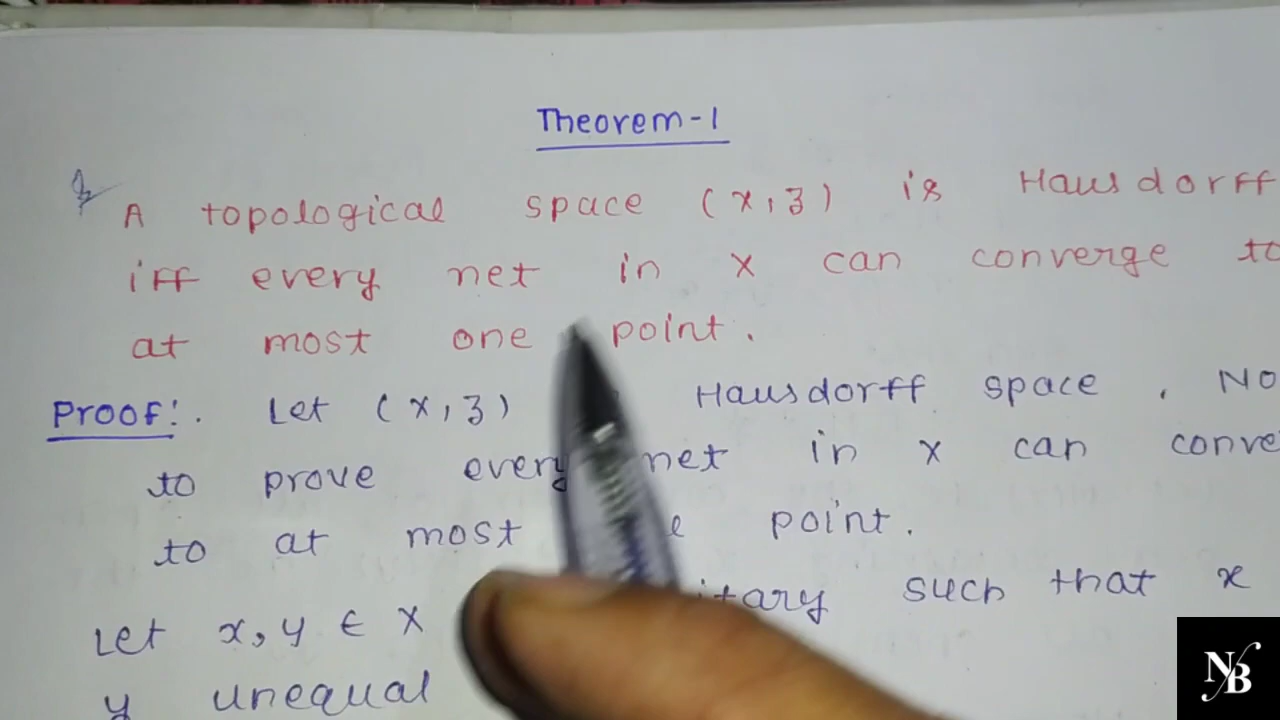 Theorem-1
A topological space (X,ℑ) is Hausdorff
iff every net in X can converge to
at most one point.
Proof:. Let (X,ℑ) Hausdorff space. No
to prove every net in X can conve
to at most e point.
Let x, y ∈ X itary such that x
y unequal
NB